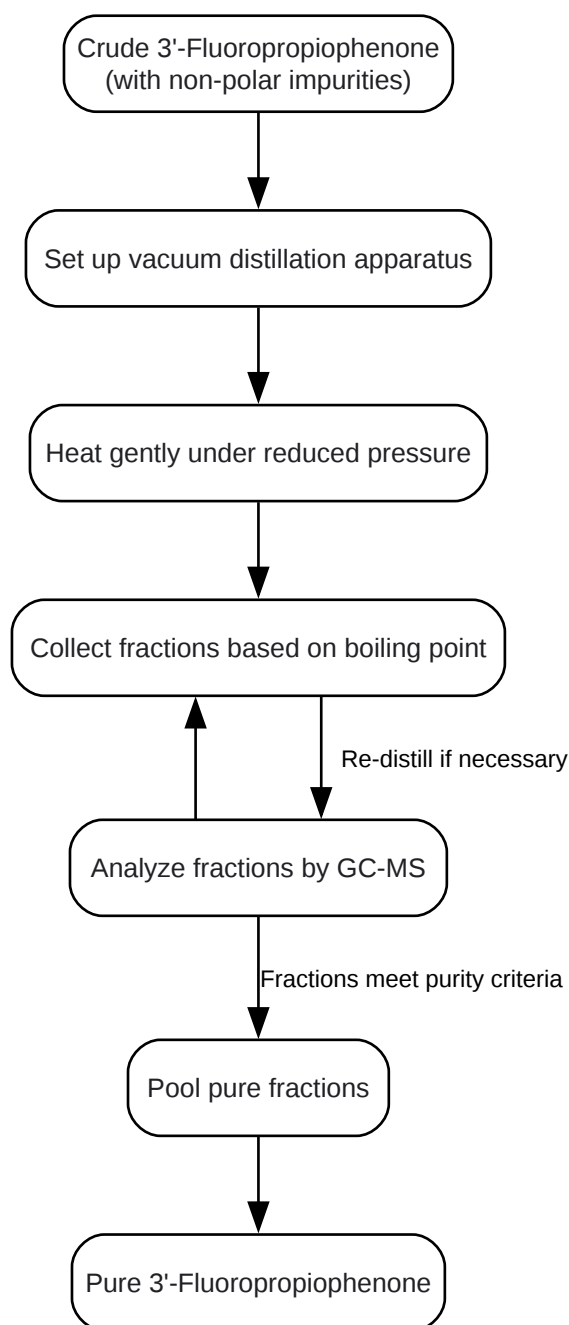 Crude 3'-Fluoropropiophenone
(with non-polar impurities)
Set up vacuum distillation apparatus
Heat gently under reduced pressure
Collect fractions based on boiling point
Re-distill if necessary
Analyze fractions by GC-MS
Fractions meet purity criteria
Pool pure fractions
Pure 3'-Fluoropropiophenone